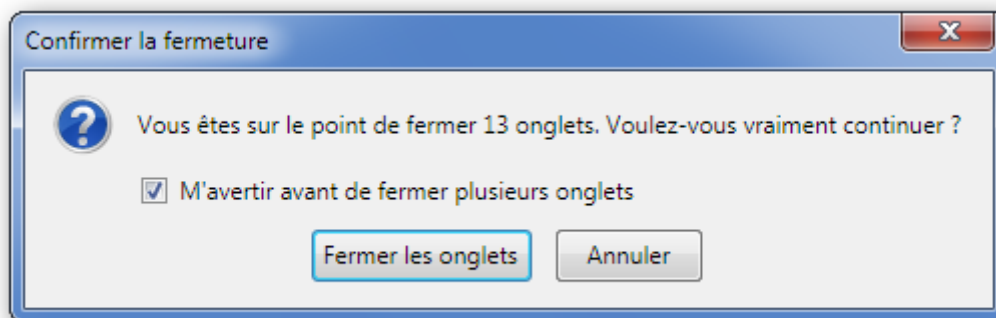 Confirmer la fermeture
Vous êtes sur le point de fermer 13 onglets. Voulez-vous vraiment continuer ?
M'avertir avant de fermer plusieurs onglets
Fermer les onglets
Annuler